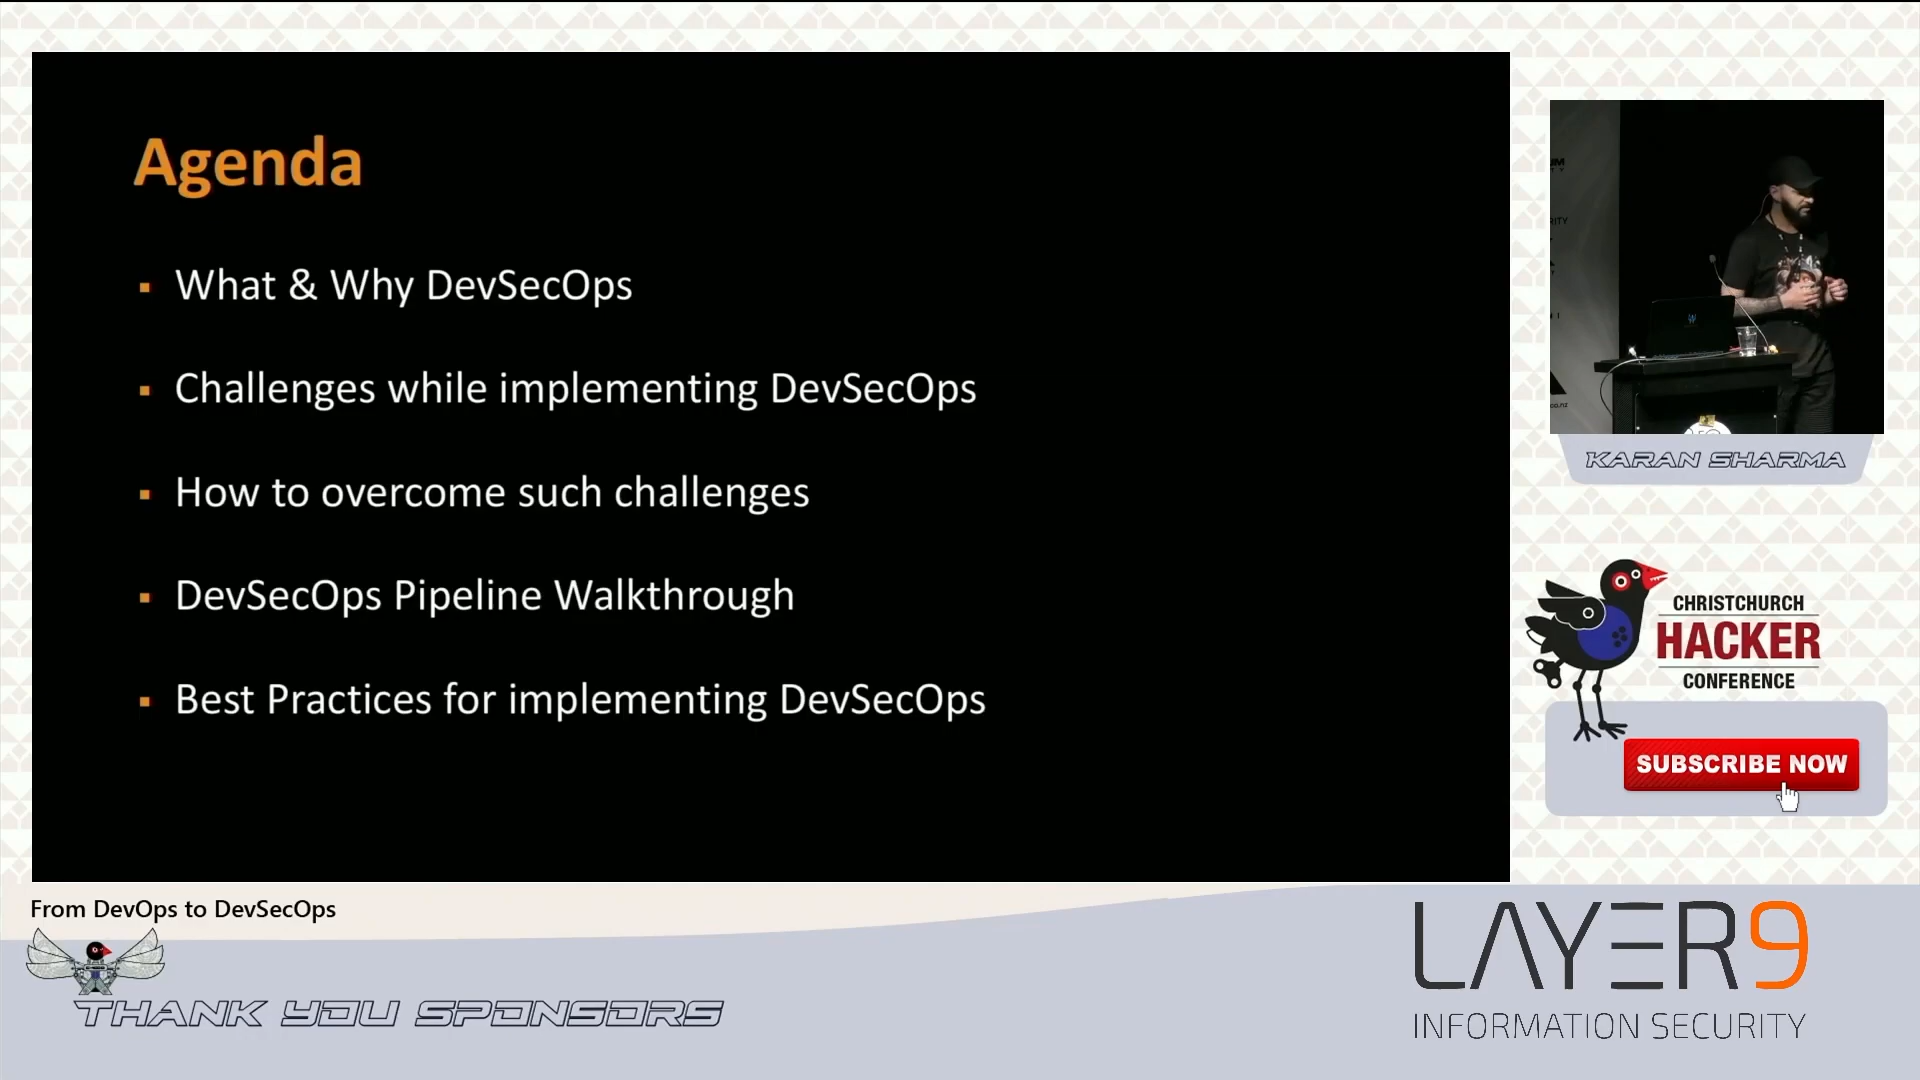 Agenda
What & Why DevSecOps
Challenges while implementing DevSecOps
How to overcome such challenges
DevSecOps Pipeline Walkthrough
Best Practices for implementing DevSecOps
KARAN SHARMA
CHRISTCHURCH
HACKER
CONFERENCE
SUBSCRIBE NOW
From DevOps to DevSecOps
THANK YOU SPONSORS
LAYER9
INFORMATION SECURITY